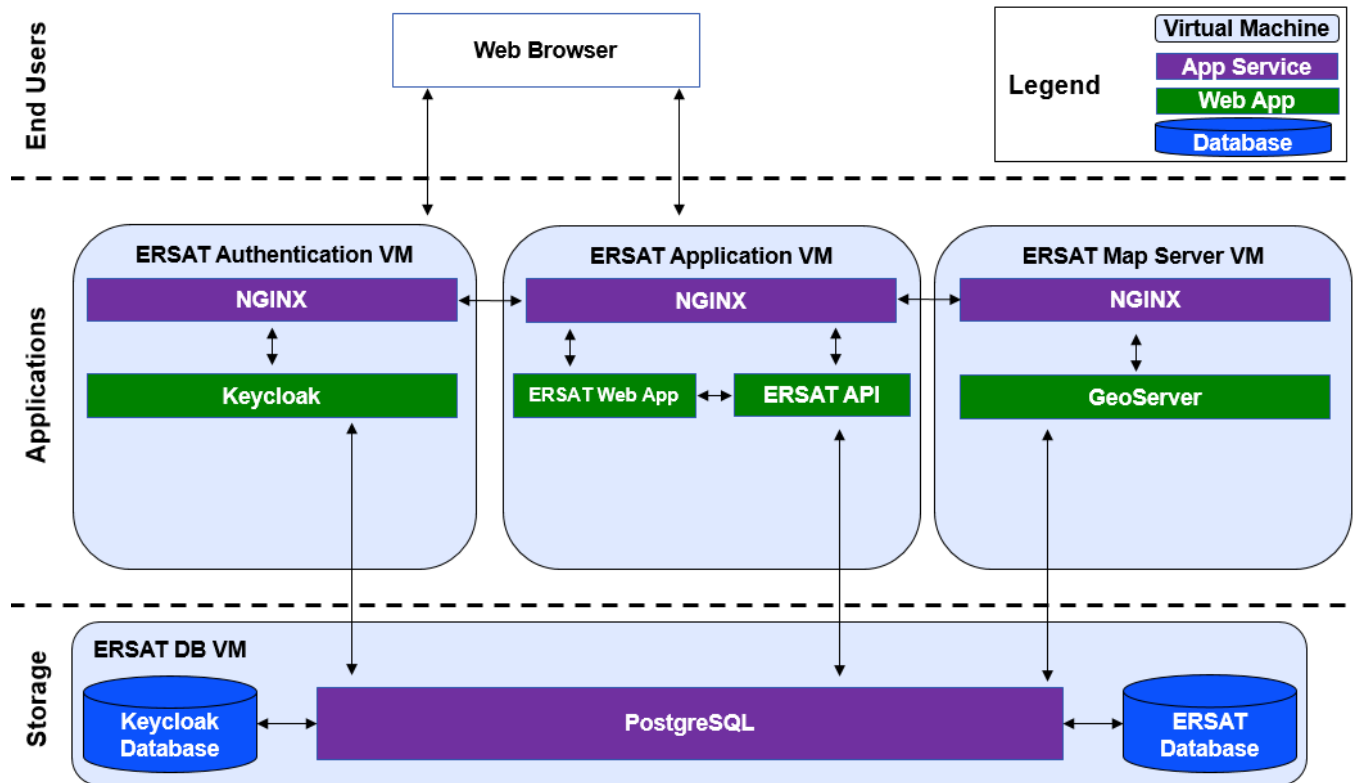 End Users
Web Browser
Legend
Virtual Machine
App Service
Web App
Database
Applications
ERSAT Authentication VM
NGINX
Keycloak
ERSAT Application VM
NGINX
ERSAT Web App
ERSAT API
ERSAT Map Server VM
NGINX
GeoServer
Storage
ERSAT DB VM
Keycloak
Database
PostgreSQL
ERSAT
Database